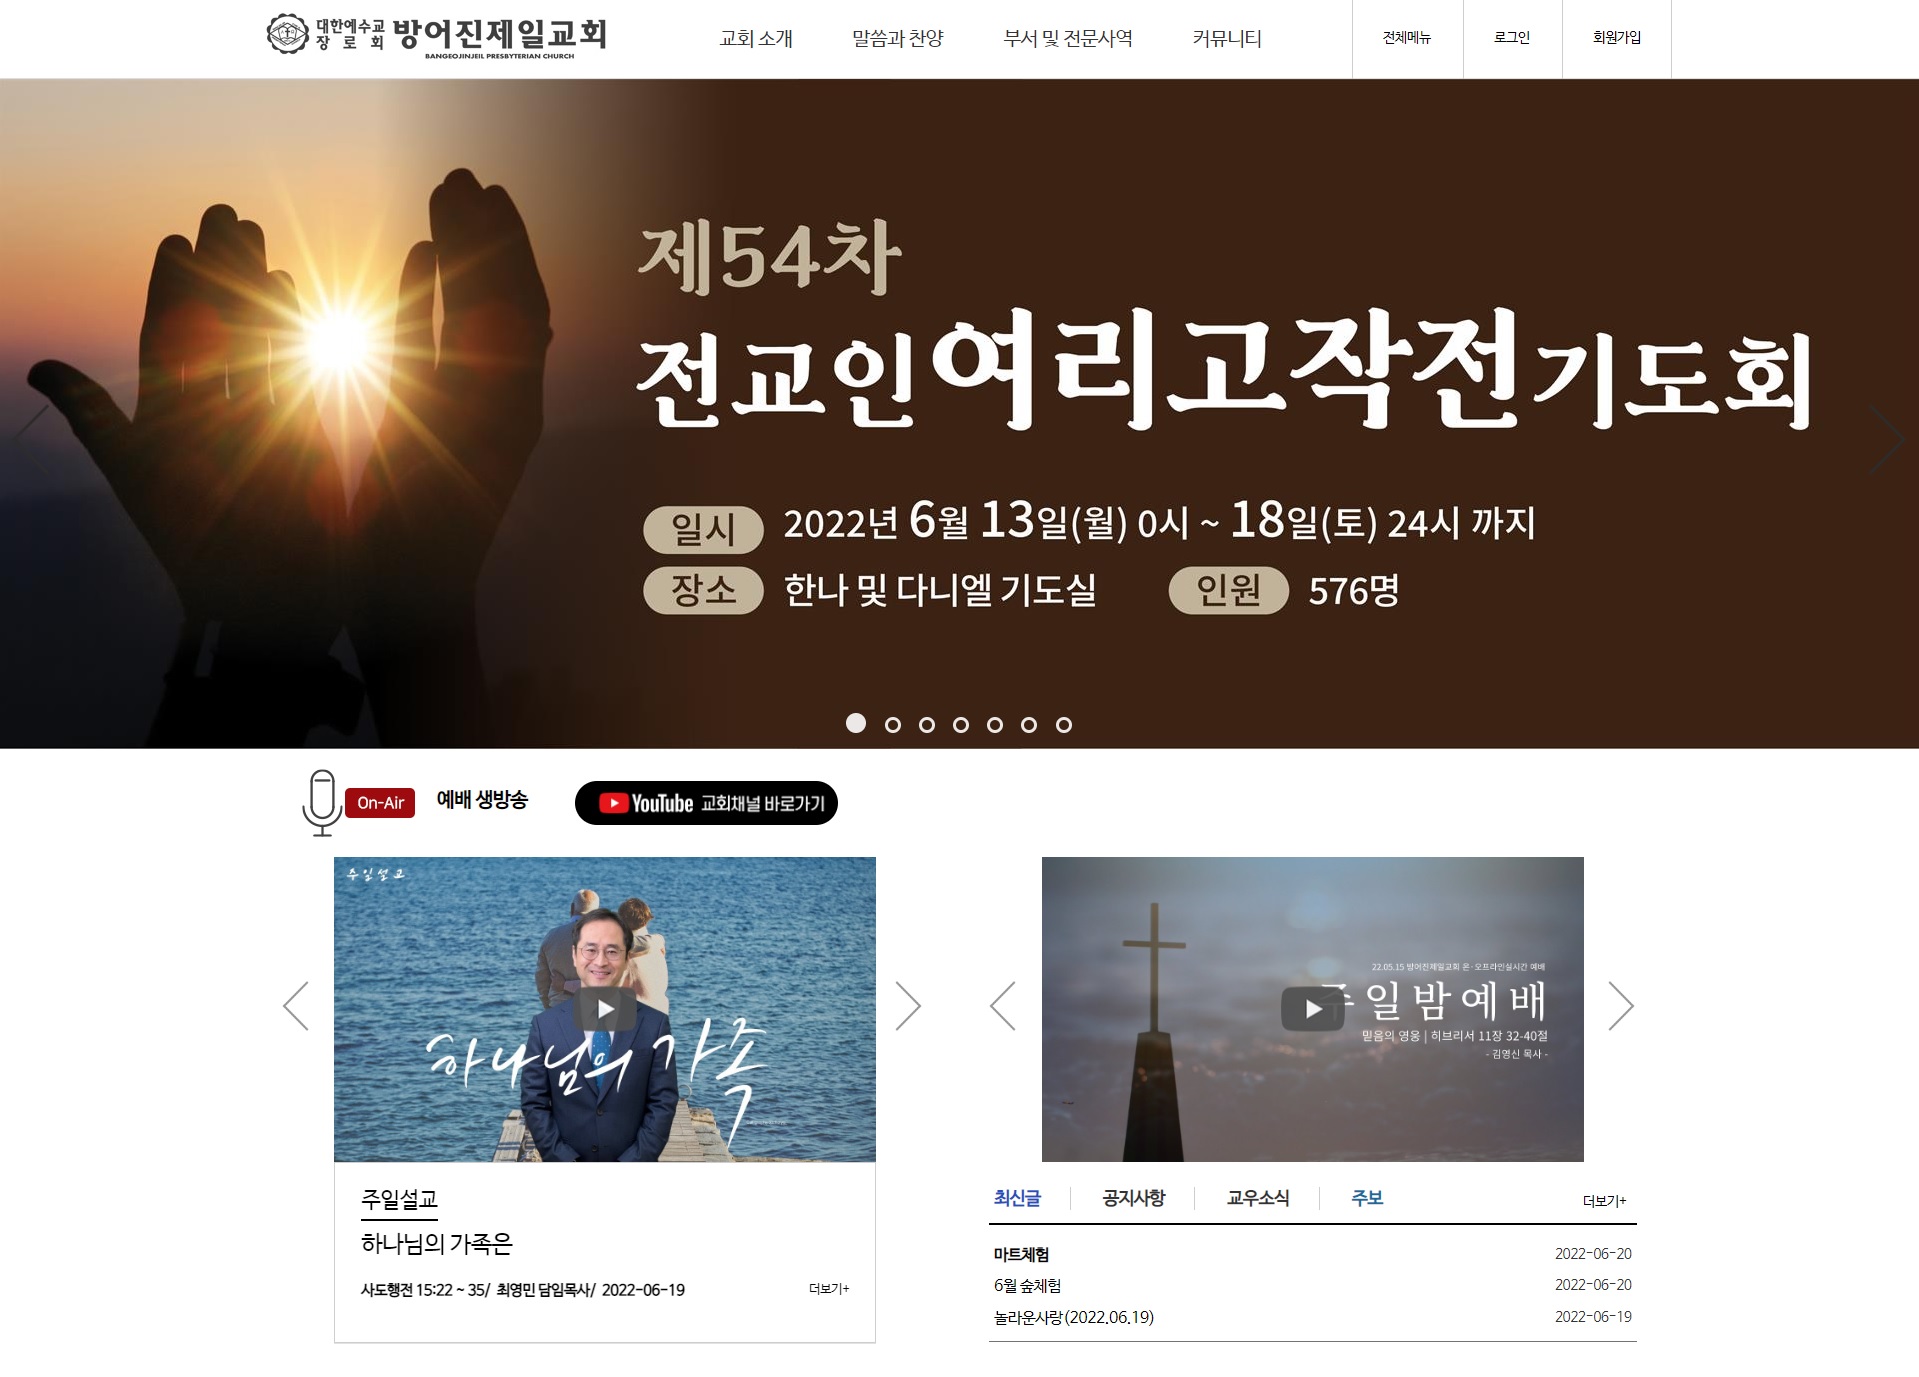 대한예수교
장로회
방어진제일교회
BANGEOJINJEIL PRESBYTERIAN CHURCH
교회 소개
말씀과 찬양
부서 및 전문사역
커뮤니티
전체메뉴
로그인
회원가입
제54차
전교인여리고작전기도회
일시 2022년 6월 13일(월) 0시 ~ 18일(토) 24시 까지
장소 한나 및 다니엘 기도실 인원 576명
On-Air 예배 생방송
YouTube 교회채널 바로가기
주일설교
하나님의 가족
주일설교
하나님의 가족은
사도행전 15:22 ~ 35/ 최영민 담임목사/ 2022-06-19
더보기+
22.05.15 방어진제일교회 온·오프라인실시간 예배
주일밤예배
믿음의 영웅 | 히브리서 11장 32-40절
- 김명신 목사 -
최신글
공지사항
교우소식
주보
더보기+
마트체험 2022-06-20
6월 숲체험 2022-06-20
놀라운사랑(2022.06.19) 2022-06-19